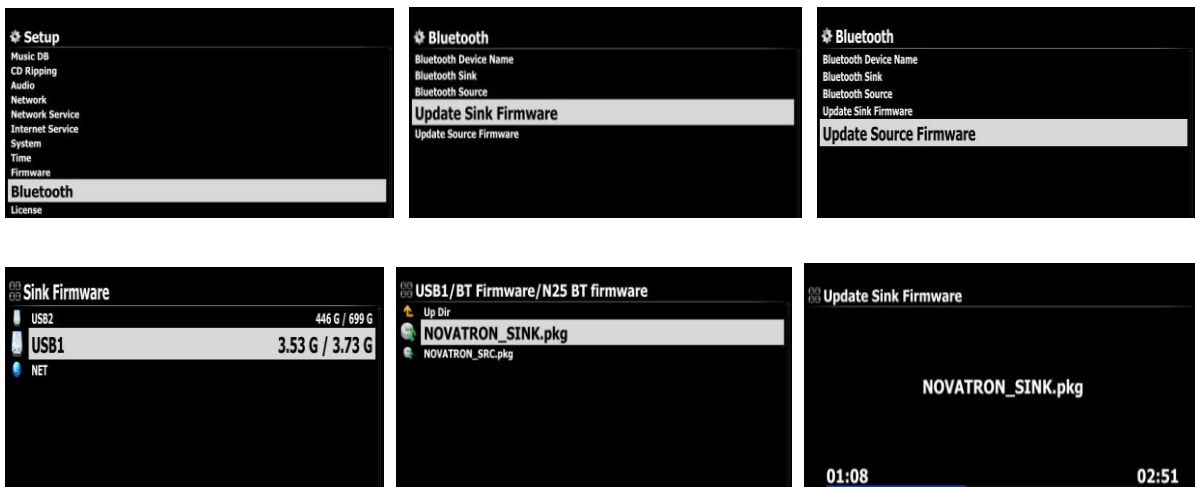 Setup
Music DB
CD Ripping
Audio
Network
Network Service
Internet Service
System
Time
Firmware
Bluetooth
License
Bluetooth
Bluetooth Device Name
Bluetooth Sink
Bluetooth Source
Update Sink Firmware
Update Source Firmware
Bluetooth
Bluetooth Device Name
Bluetooth Sink
Bluetooth Source
Update Sink Firmware
Update Source Firmware
Sink Firmware
USB2 446 G / 699 G
USB1 3.53 G / 3.73 G
NET
USB1/BT Firmware/N25 BT firmware
Up Dir
NOVATRON_SINK.pkg
NOVATRON_SRC.pkg
Update Sink Firmware
NOVATRON_SINK.pkg
01:08 02:51